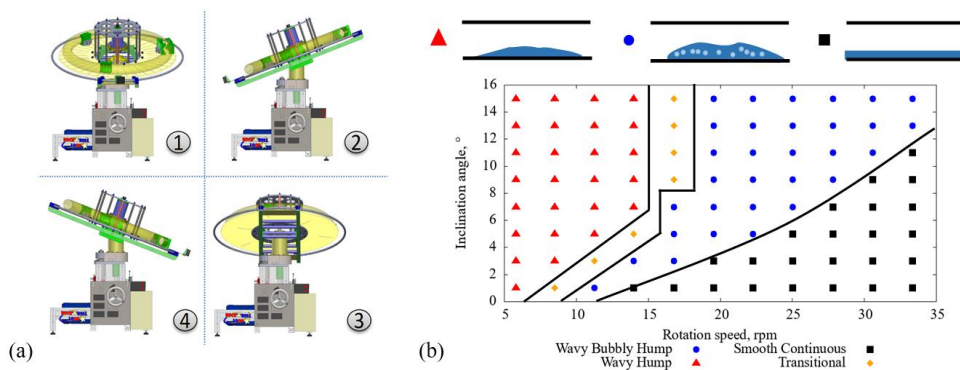 1
2
4
3
(a)
16
14
12
10
8
6
4
2
0
Inclination angle, °
5 10 15 20 25 30 35
Rotation speed, rpm
(b)
Wavy Bubbly Hump
Smooth Continuous
Wavy Hump
Transitional